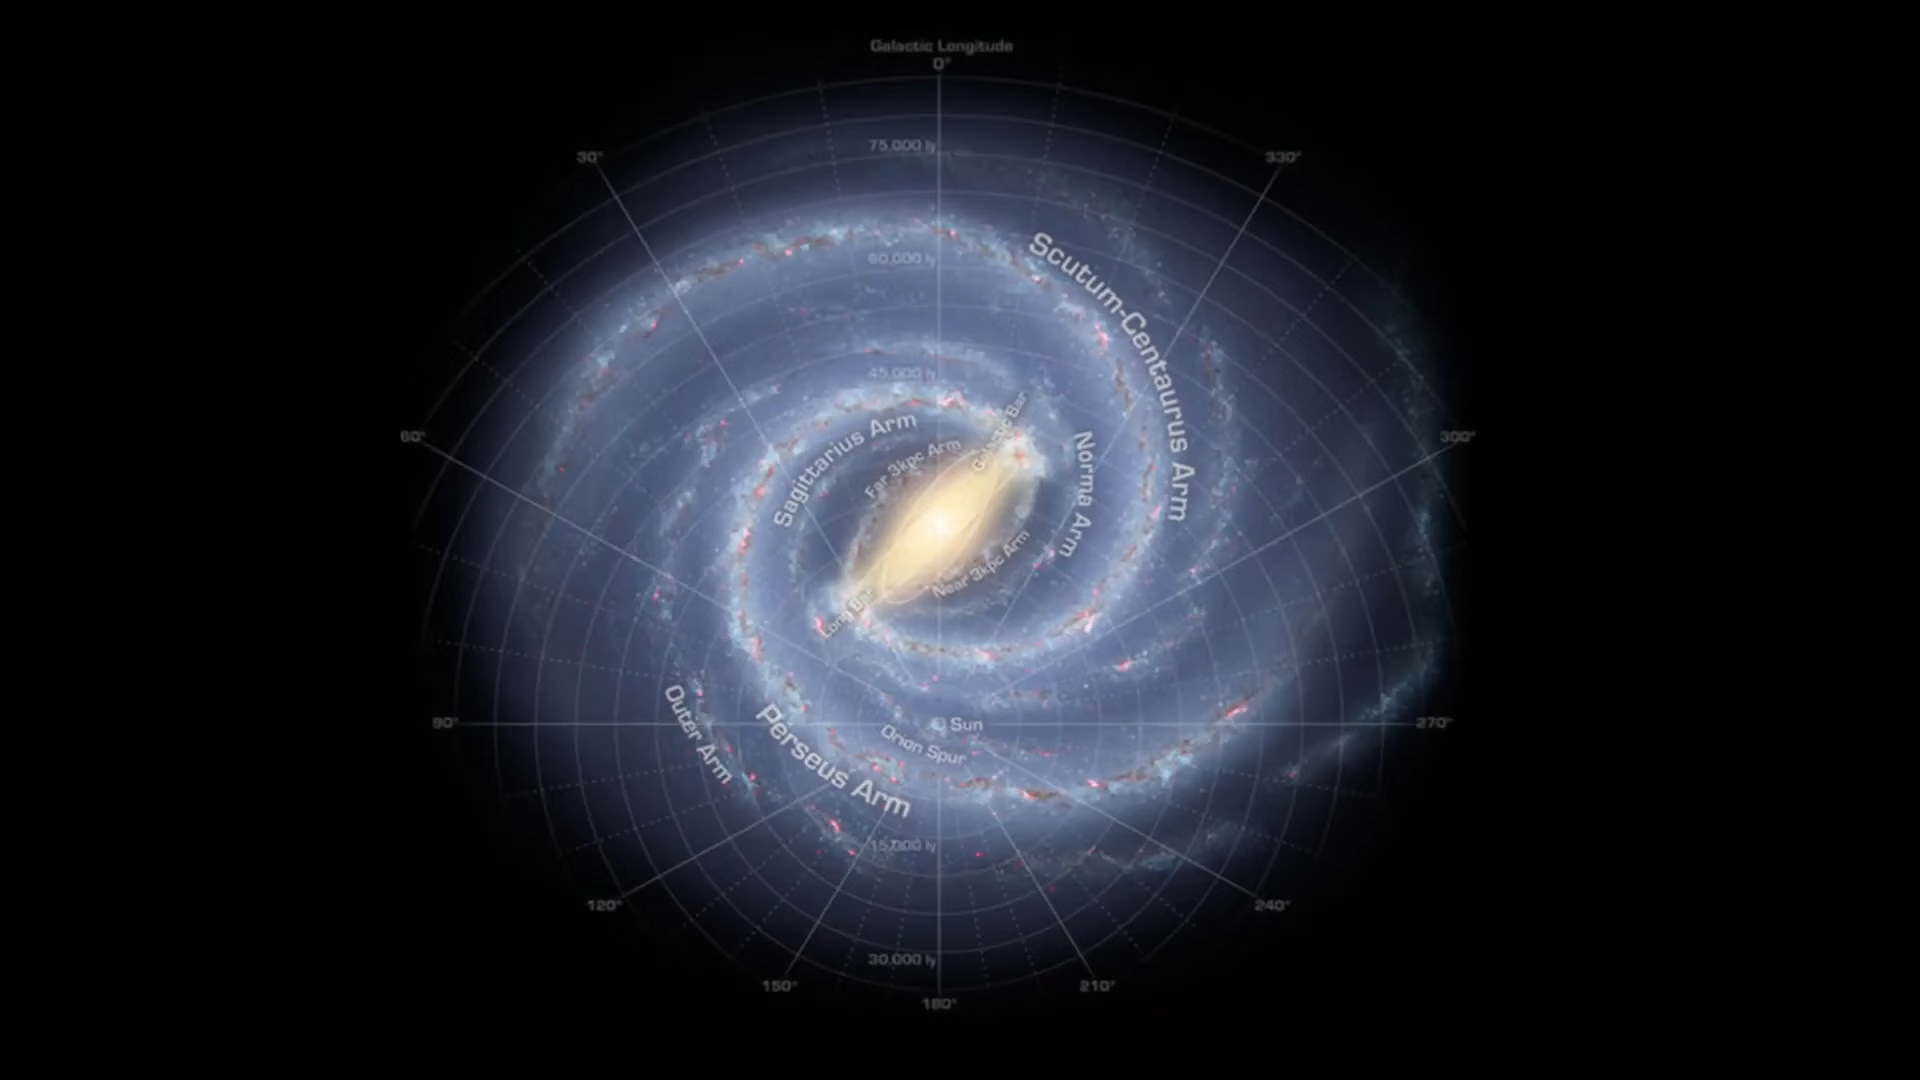 Galactic Longitude
0°
30°
330°
75,000 ly
Scutum-Centaurus Arm
60,000 ly
45,000 ly
Galactic Bar
Sagittarius Arm
Far 3kpc Arm
Norma Arm
60°
300°
Near 3kpc Arm
Long Bar
Outer Arm
Perseus Arm
90°
Sun
270°
Orion Spur
15,000 ly
120°
240°
30,000 ly
150°
210°
180°